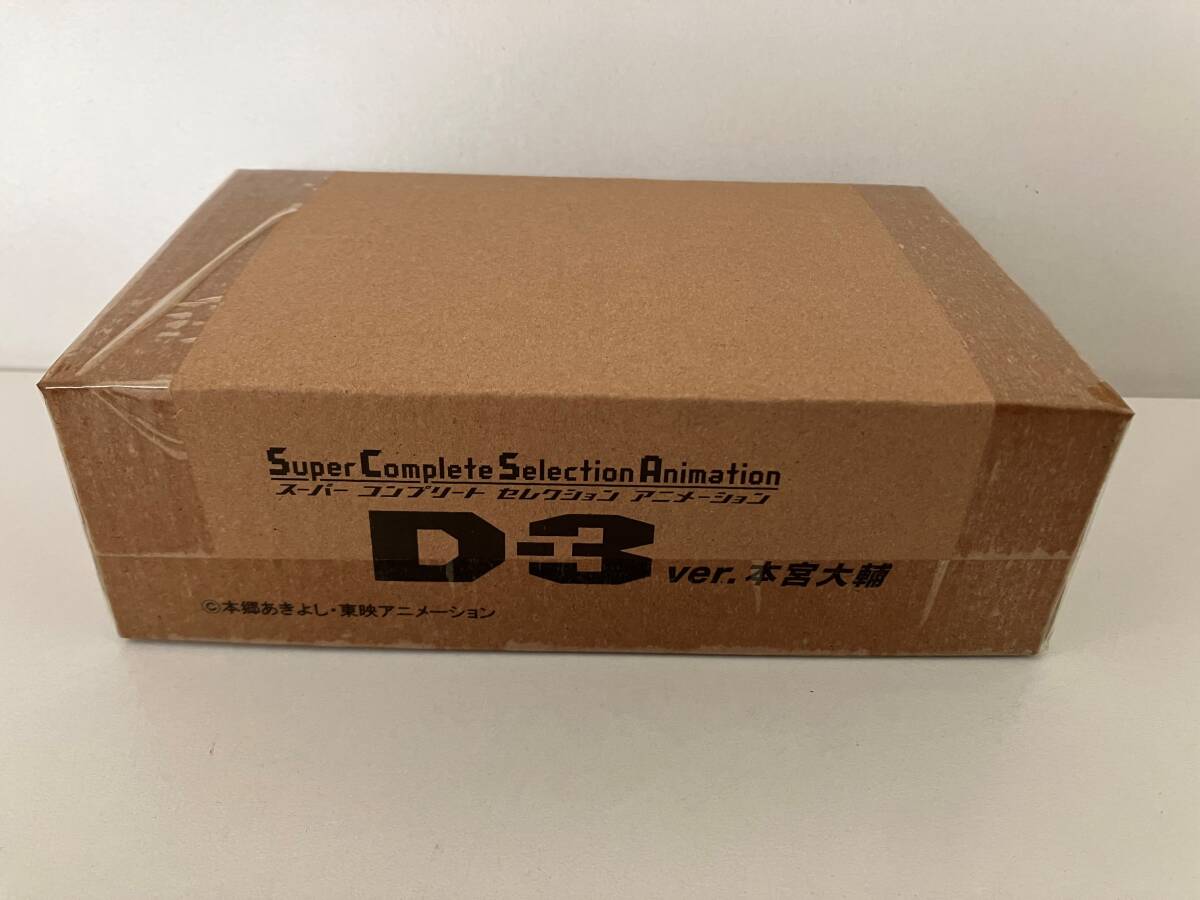 Super Complete Selection Animation
スーパー コンプリート セレクション アニメーション
D-3 ver. 本宮大輔
©本郷あきよし・東映アニメーション